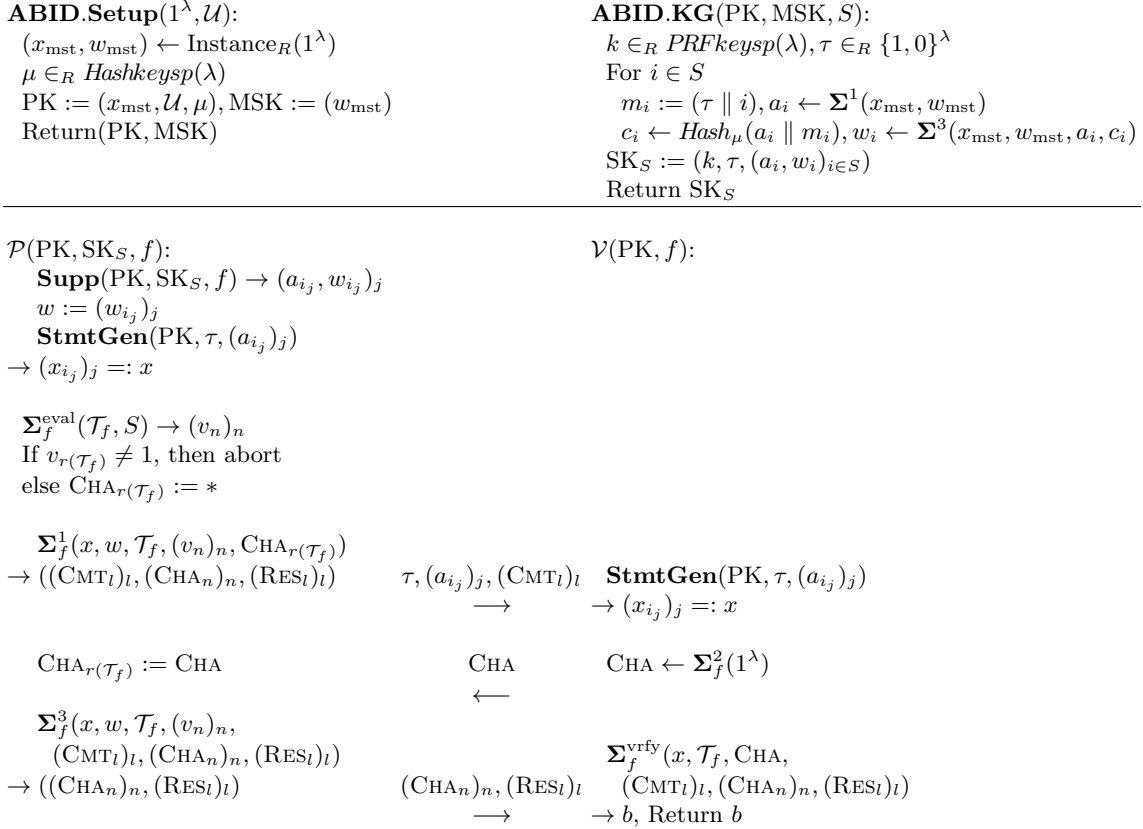 ABID.Setup(1^λ, 𝒰):
(x_mst, w_mst) ← Instance_R(1^λ)
μ ∈_R Hashkeysp(λ)
PK := (x_mst, 𝒰, μ), MSK := (w_mst)
Return(PK, MSK)
ABID.KG(PK, MSK, S):
k ∈_R PRFkeysp(λ), τ ∈_R {1, 0}^λ
For i ∈ S
m_i := (τ ∥ i), a_i ← Σ^1(x_mst, w_mst)
c_i ← Hash_μ(a_i ∥ m_i), w_i ← Σ^3(x_mst, w_mst, a_i, c_i)
SK_S := (k, τ, (a_i, w_i)_{i∈S})
Return SK_S
𝒫(PK, SK_S, f): 𝒱(PK, f):
Supp(PK, SK_S, f) → (a_{i_j}, w_{i_j})_j
w := (w_{i_j})_j
StmtGen(PK, τ, (a_{i_j})_j)
→ (x_{i_j})_j =: x
Σ_f^eval(𝒯_f, S) → (v_n)_n
If v_{r(𝒯_f)} ≠ 1, then abort
else CHA_{r(𝒯_f)} := ∗
Σ_f^1(x, w, 𝒯_f, (v_n)_n, CHA_{r(𝒯_f)})
→ ((CMT_l)_l, (CHA_n)_n, (RES_l)_l) τ, (a_{i_j})_j, (CMT_l)_l StmtGen(PK, τ, (a_{i_j})_j)
⟶ → (x_{i_j})_j =: x
CHA_{r(𝒯_f)} := CHA CHA CHA ← Σ_f^2(1^λ)
⟵
Σ_f^3(x, w, 𝒯_f, (v_n)_n,
(CMT_l)_l, (CHA_n)_n, (RES_l)_l) Σ_f^vrfy(x, 𝒯_f, CHA,
→ ((CHA_n)_n, (RES_l)_l) (CHA_n)_n, (RES_l)_l (CMT_l)_l, (CHA_n)_n, (RES_l)_l)
⟶ → b, Return b